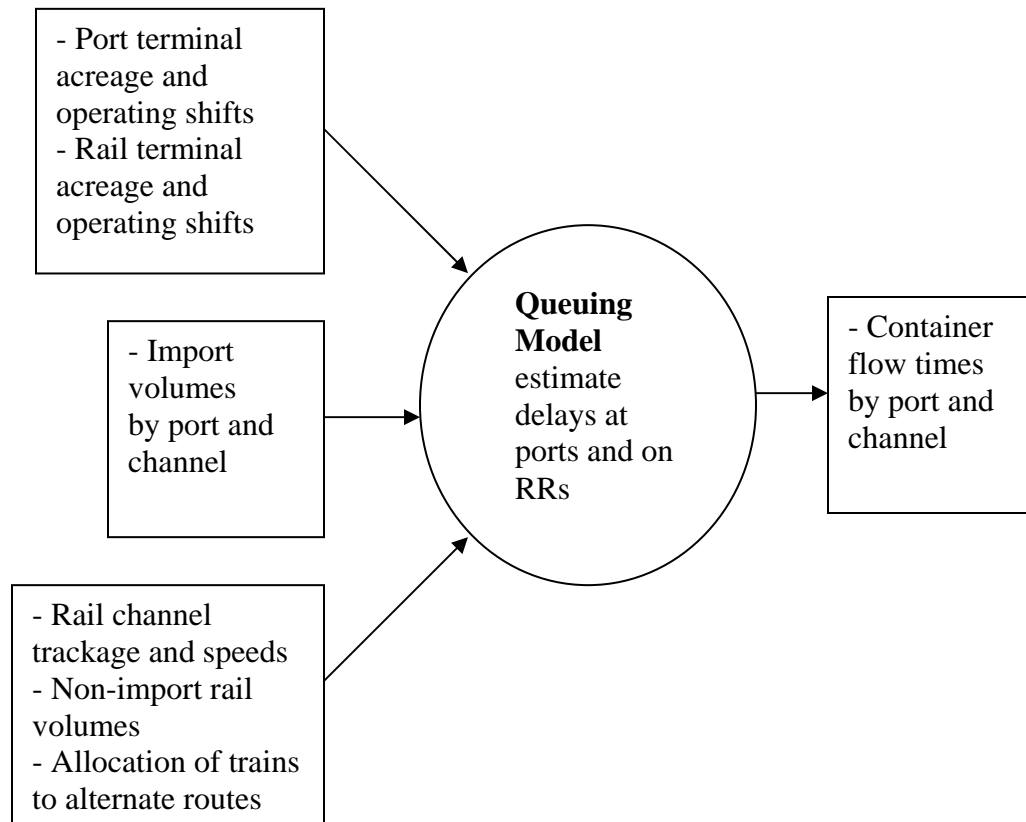 - Port terminal
acreage and
operating shifts
- Rail terminal
acreage and
operating shifts
- Import
volumes
by port and
channel
- Rail channel
trackage and speeds
- Non-import rail
volumes
- Allocation of trains
to alternate routes
Queuing
Model
estimate
delays at
ports and on
RRs
- Container
flow times
by port and
channel